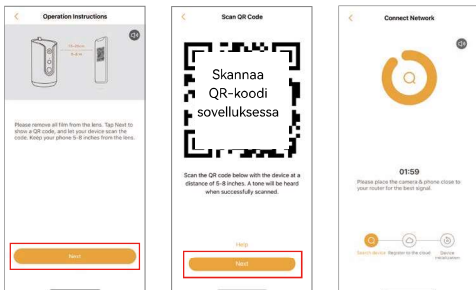 Operation Instructions
Please remove all film from the lens. Tap Next to
show a QR code, and let your device scan the
code. Keep your phone 5-8 inches from the lens.
Next
Scan QR Code
Skannaa
QR-koodi
sovelluksessa
Scan the QR code below with the device at a
distance of 5-8 inches. A tone will be heard
when successfully scanned.
Help
Next
Connect Network
01:59
Please place the camera & phone close to
your router for the best signal.
Search device Register to the cloud Device
initialization